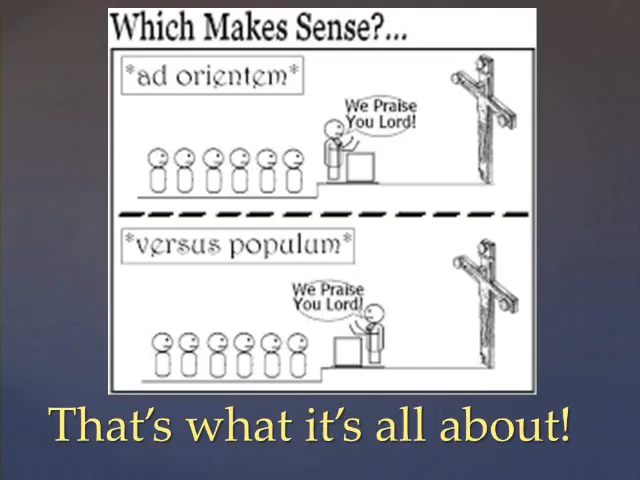 Which Makes Sense?...
*ad orientem*
We Praise
You Lord!
*versus populum*
We Praise
You Lord!
That's what it's all about!